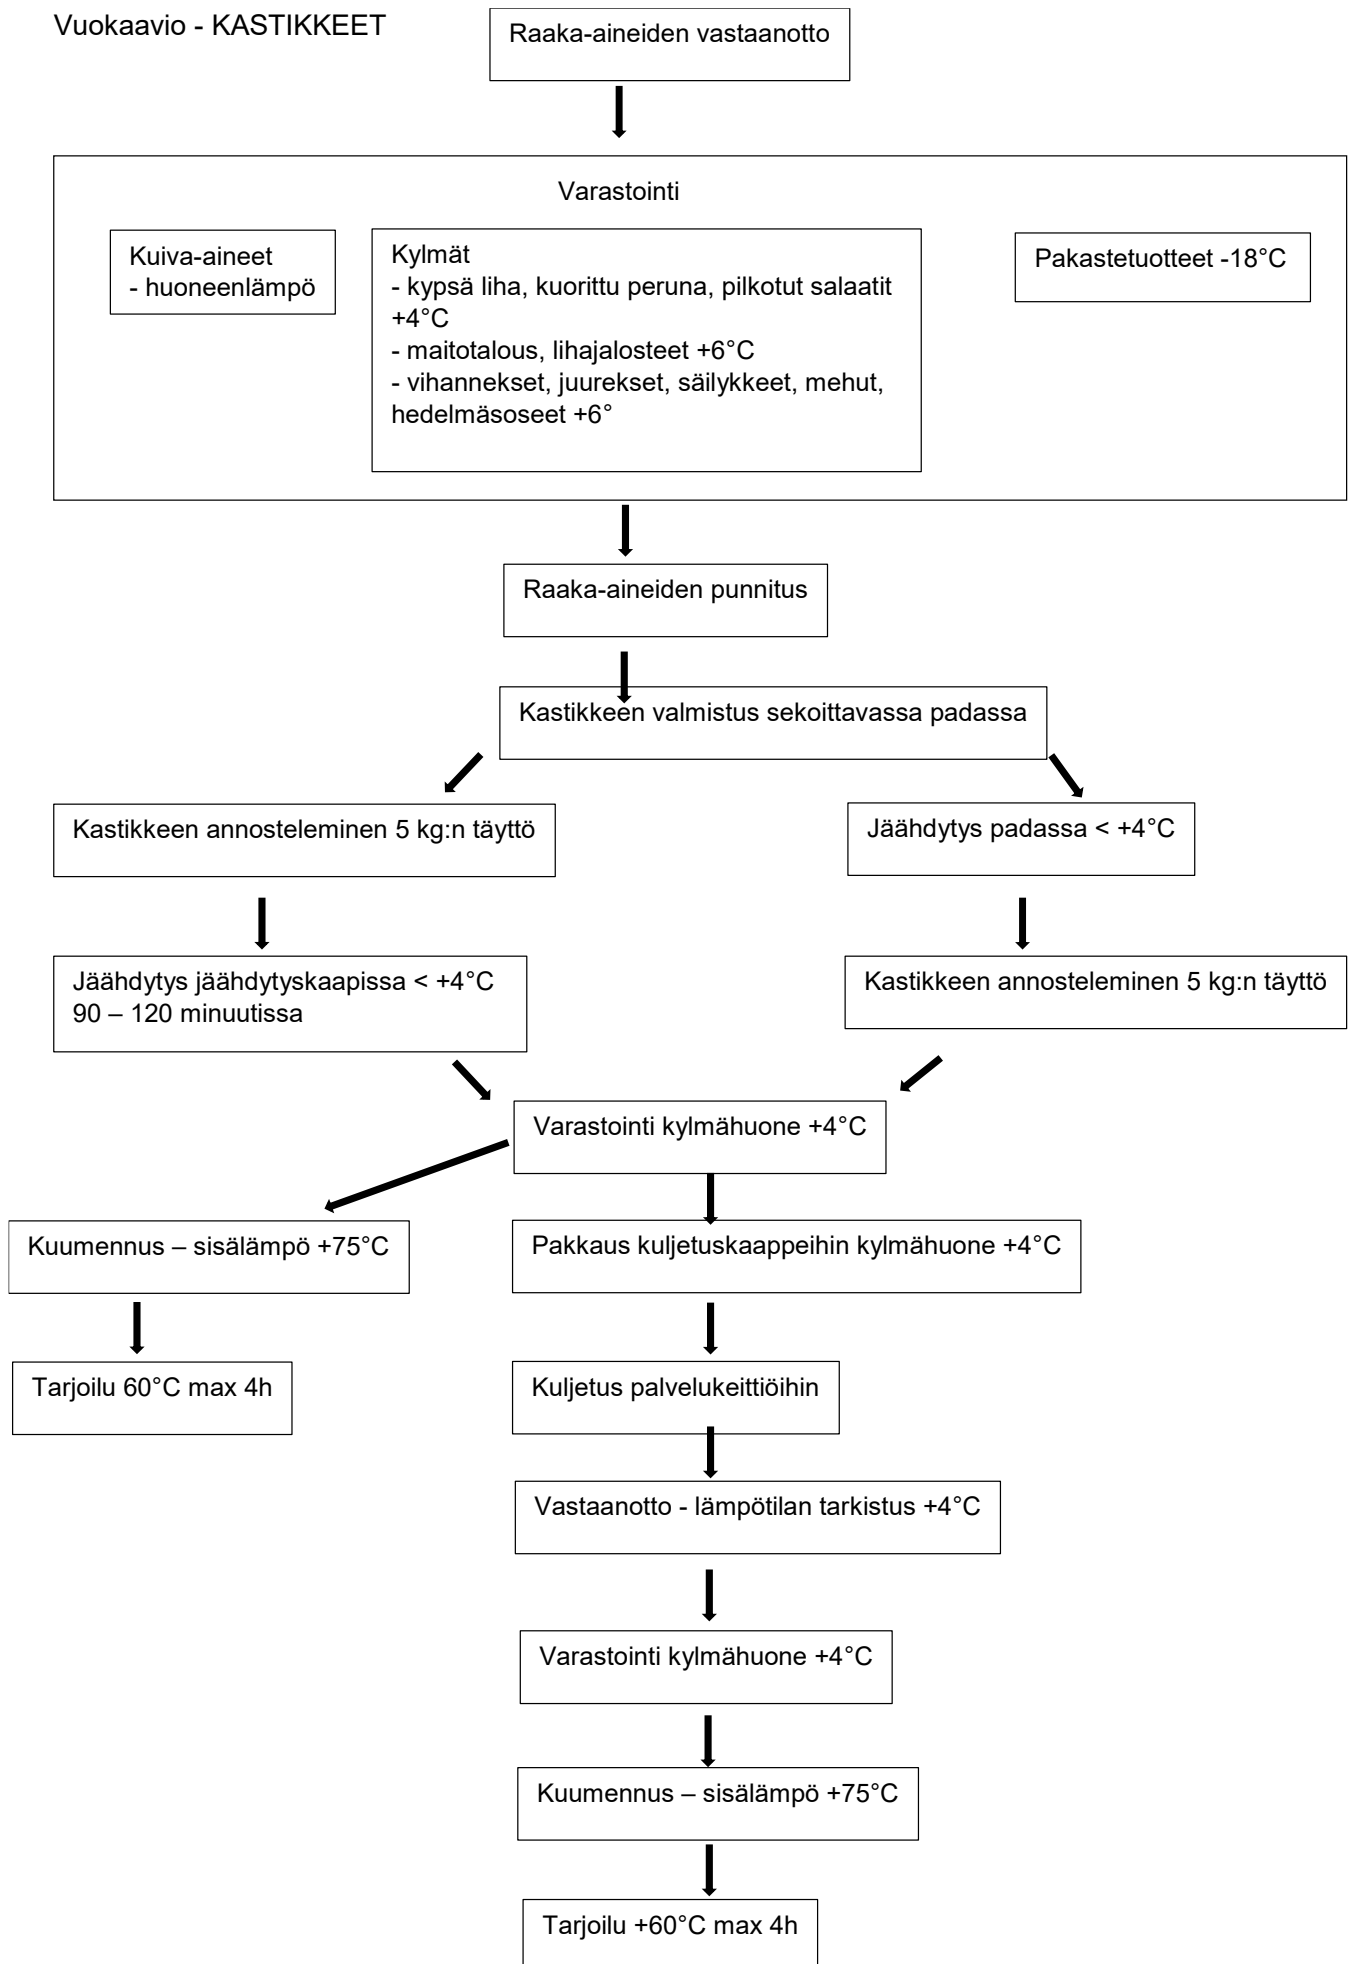 Vuokaavio - KASTIKKEET
Raaka-aineiden vastaanotto
Varastointi
Kuiva-aineet
- huoneenlämpö
Kylmät
- kypsä liha, kuorittu peruna, pilkotut salaatit
+4°C
- maitotalous, lihajalosteet +6°C
- vihannekset, juurekset, säilykkeet, mehut,
hedelmäsoseet +6°
Pakastetuotteet -18°C
Raaka-aineiden punnitus
Kastikkeen valmistus sekoittavassa padassa
Kastikkeen annosteleminen 5 kg:n täyttö
Jäähdytys padassa < +4°C
Jäähdytys jäähdytyskaapissa < +4°C
90 – 120 minuutissa
Kastikkeen annosteleminen 5 kg:n täyttö
Varastointi kylmähuone +4°C
Kuumennus – sisälämpö +75°C
Pakkaus kuljetuskaappeihin kylmähuone +4°C
Tarjoilu 60°C max 4h
Kuljetus palvelukeittiöihin
Vastaanotto - lämpötilan tarkistus +4°C
Varastointi kylmähuone +4°C
Kuumennus – sisälämpö +75°C
Tarjoilu +60°C max 4h